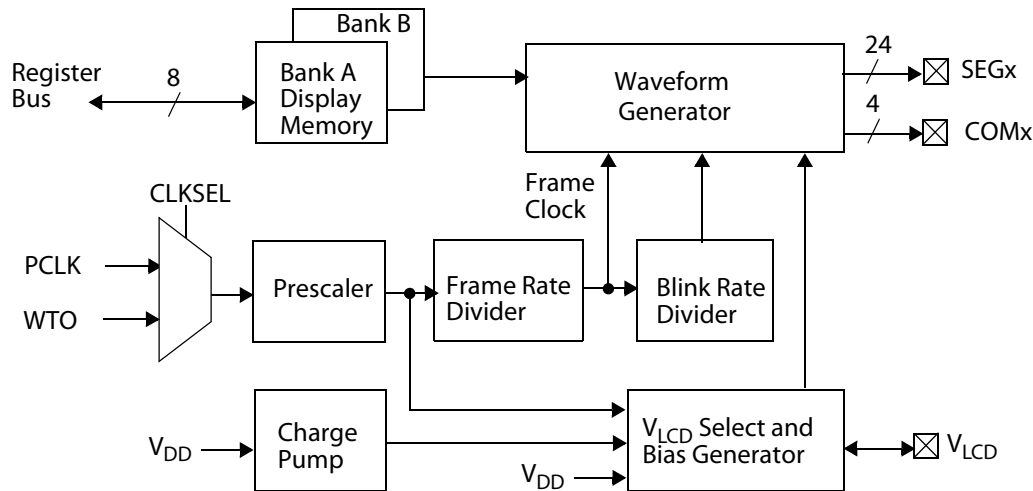 Bank B
Register
Bus
8
Bank A
Display
Memory
Waveform
Generator
24
SEGx
4
COMx
Frame
Clock
CLKSEL
PCLK
WTO
Prescaler
Frame Rate
Divider
Blink Rate
Divider
VDD
Charge
Pump
VLCD Select and
Bias Generator
VDD
VLCD